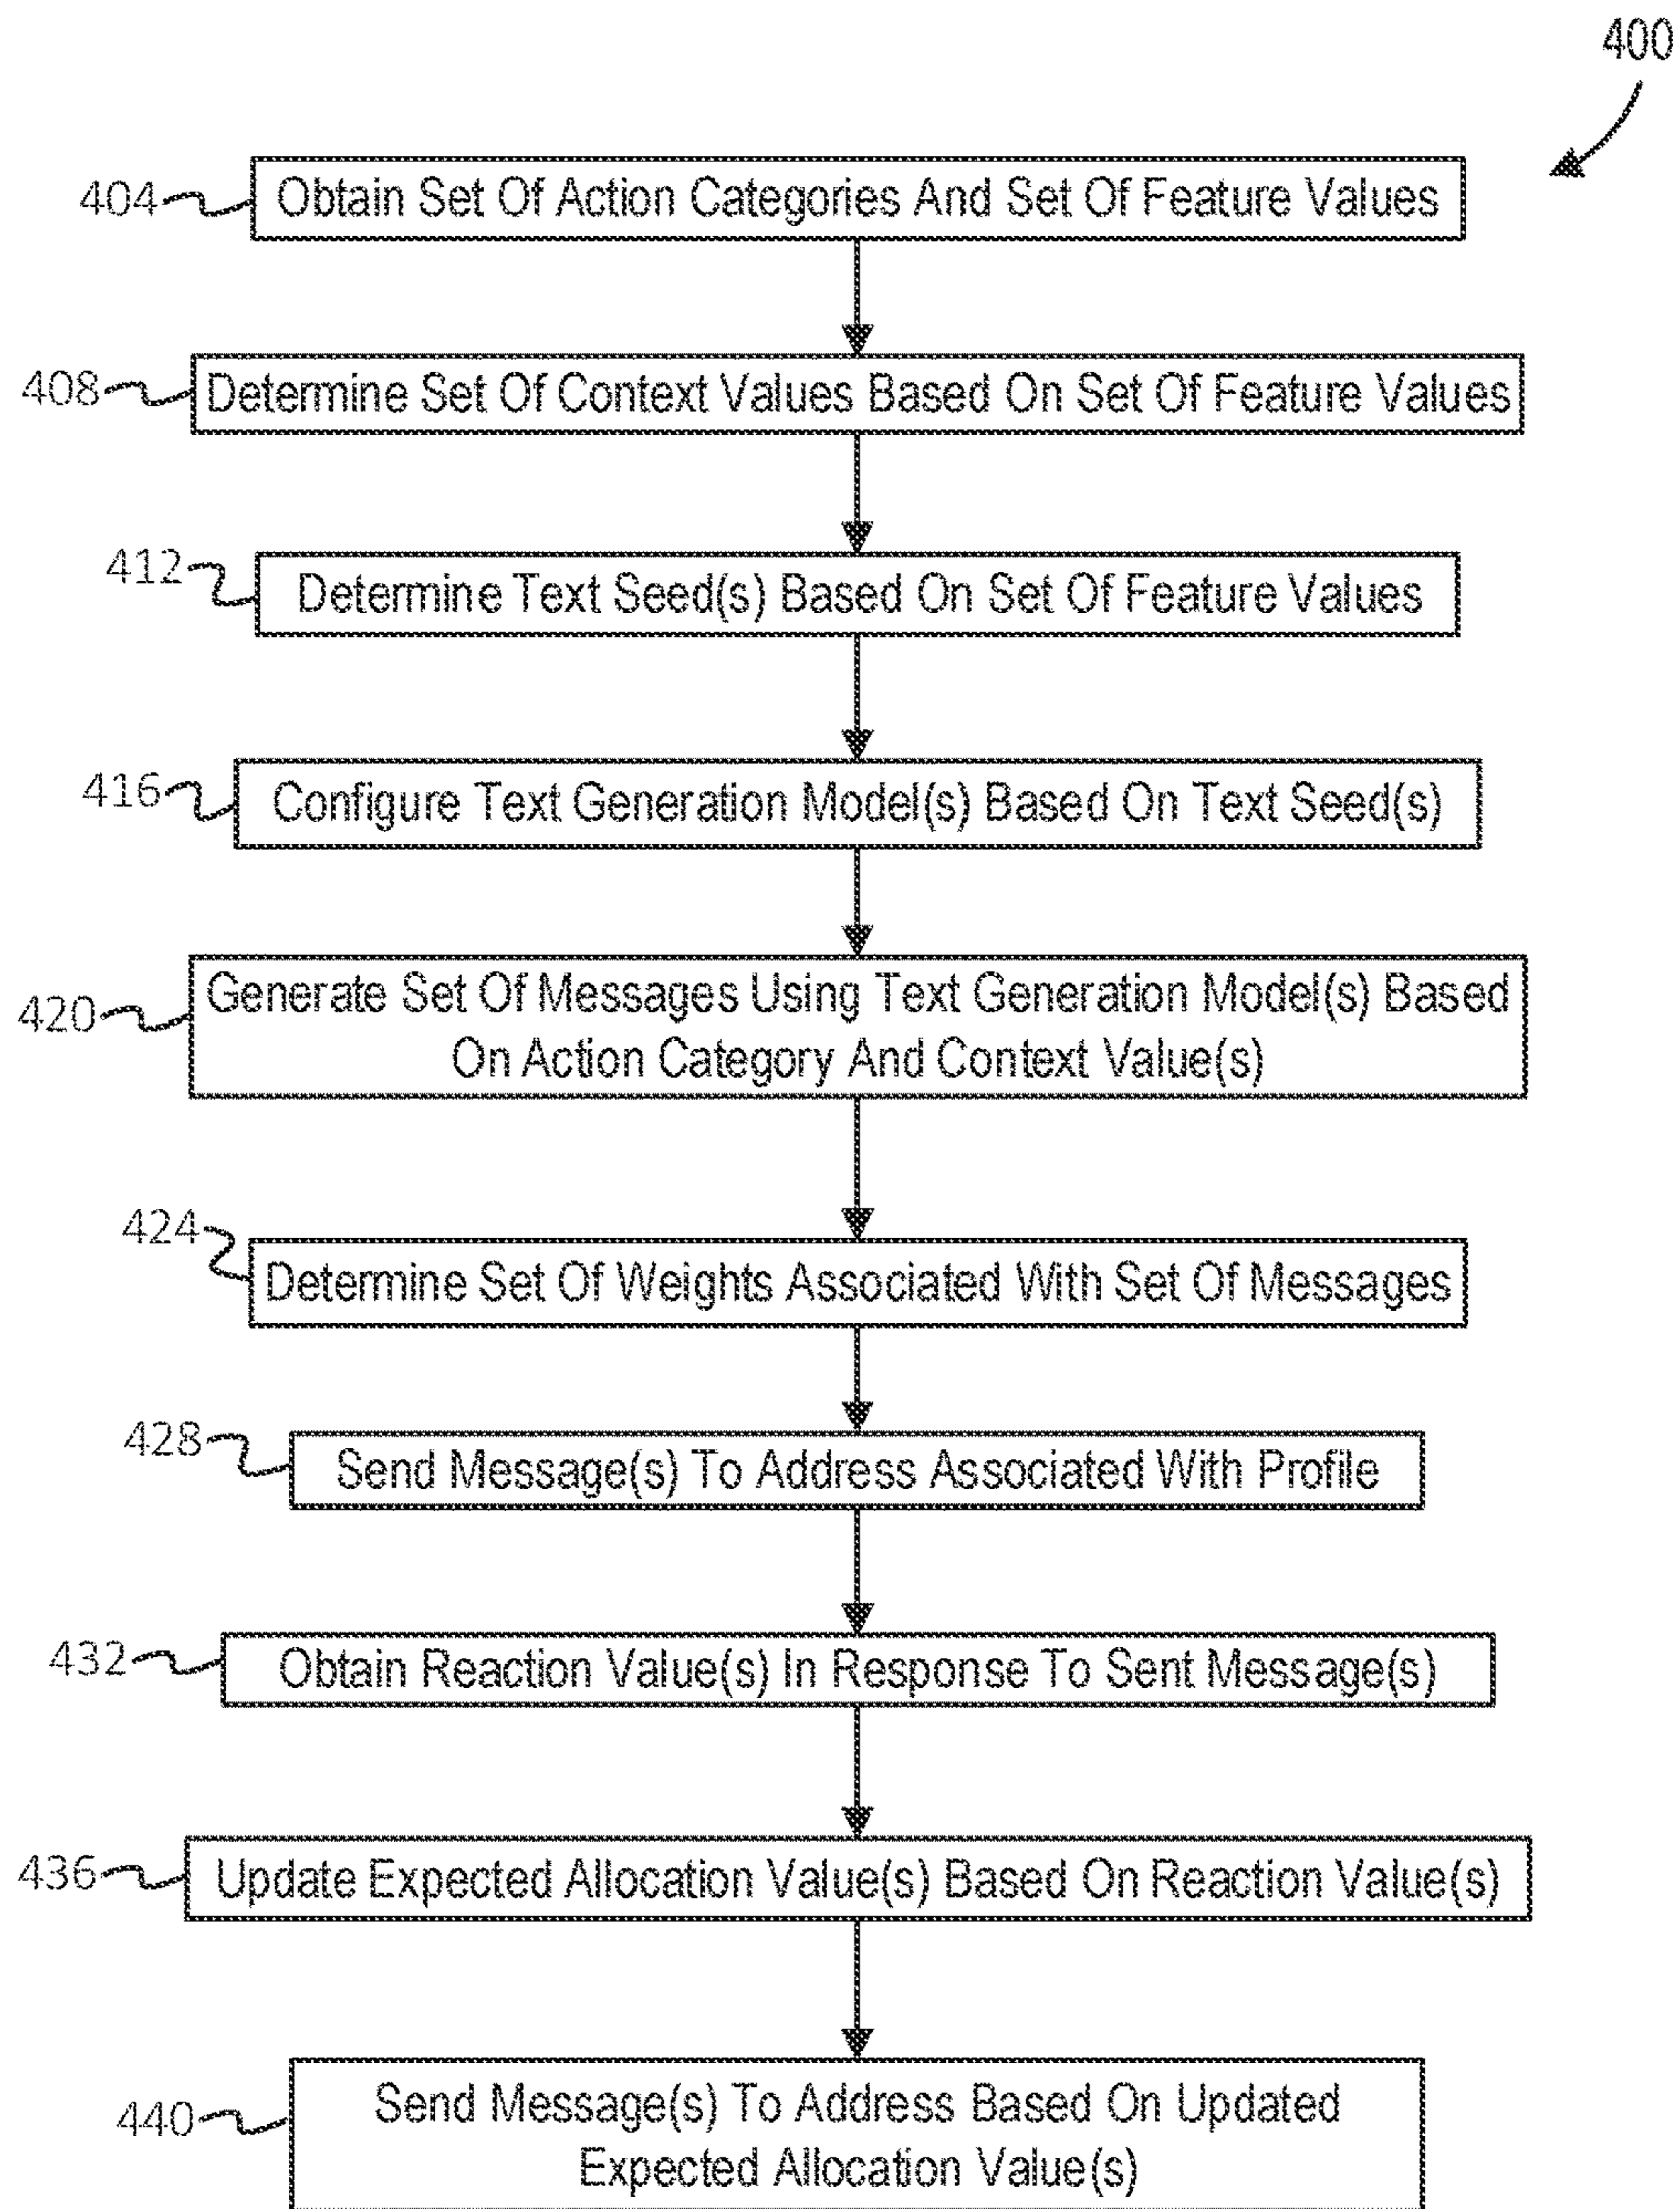 400
404 Obtain Set Of Action Categories And Set Of Feature Values
408 Determine Set Of Context Values Based On Set Of Feature Values
412 Determine Text Seed(s) Based On Set Of Feature Values
416 Configure Text Generation Model(s) Based On Text Seed(s)
420 Generate Set Of Messages Using Text Generation Model(s) Based
On Action Category And Context Value(s)
424 Determine Set Of Weights Associated With Set Of Messages
428 Send Message(s) To Address Associated With Profile
432 Obtain Reaction Value(s) In Response To Sent Message(s)
436 Update Expected Allocation Value(s) Based On Reaction Value(s)
440 Send Message(s) To Address Based On Updated
Expected Allocation Value(s)